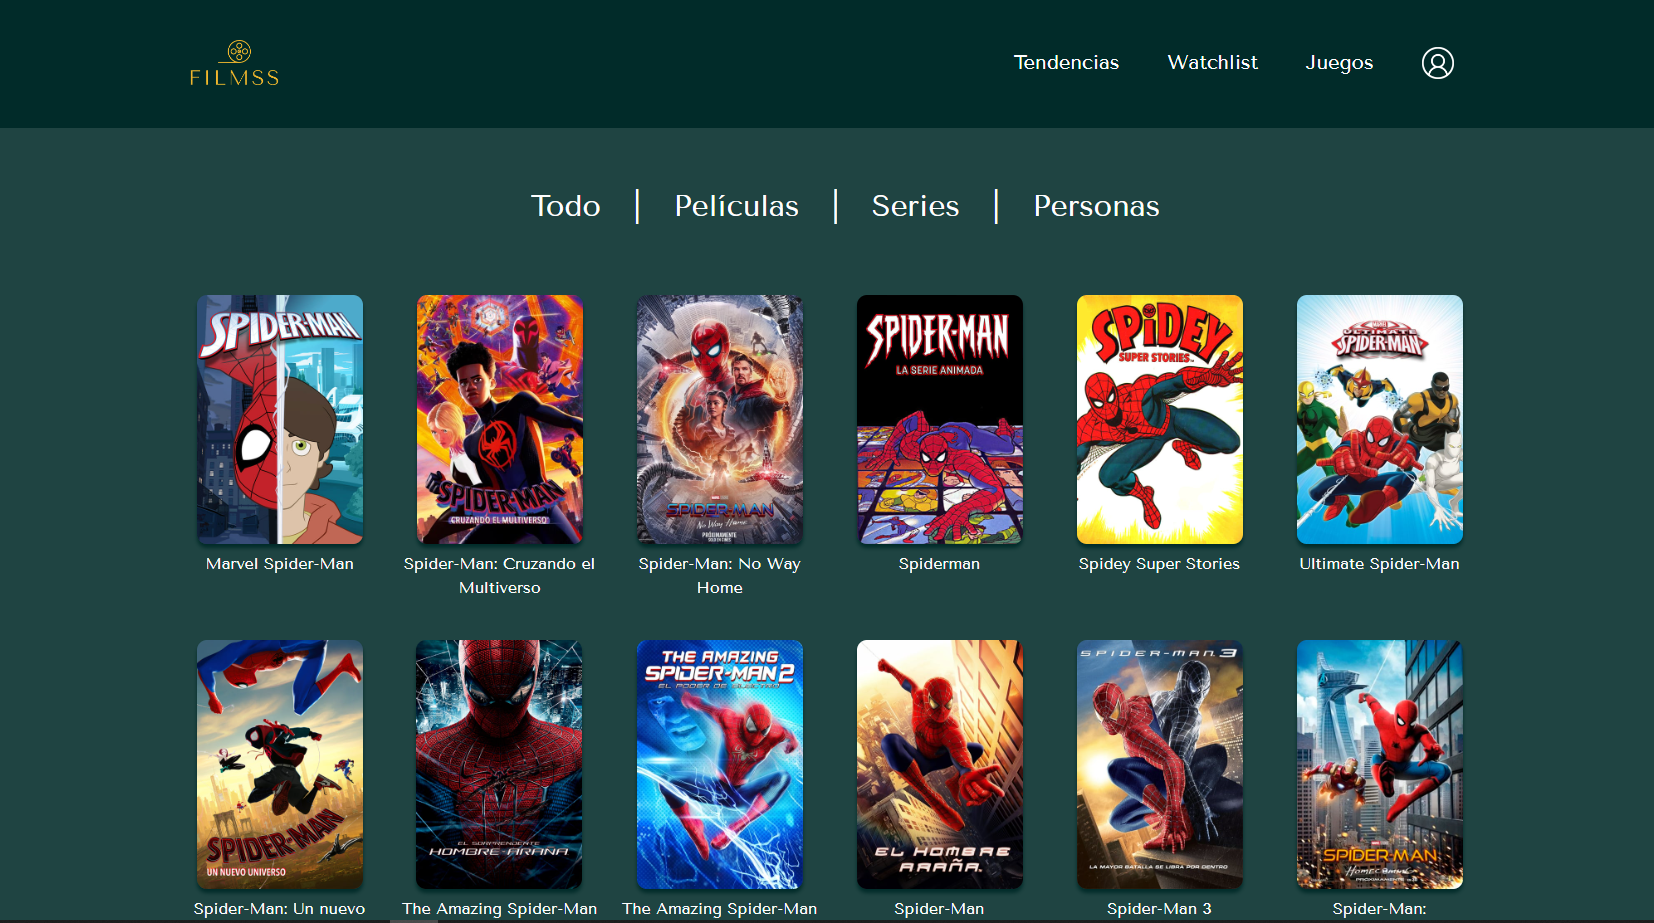 FILMSS
Tendencias
Watchlist
Juegos
Todo | Películas | Series | Personas
SPIDER-MAN
SPIDER-MAN
CRUZANDO EL MULTIVERSO
SPIDER-MAN
No Way Home
PRÓXIMAMENTE
SPIDER-MAN
LA SERIE ANIMADA
SPiDEY
SUPER STORIES
MARVEL
ULTIMATE
SPIDER-MAN
Marvel Spider-Man
Spider-Man: Cruzando el
Multiverso
Spider-Man: No Way
Home
Spiderman
Spidey Super Stories
Ultimate Spider-Man
SPIDER-MAN
UN NUEVO UNIVERSO
EL SORPRENDENTE
HOMBRE-ARAÑA
THE AMAZING
SPIDER-MAN 2
EL PODER DE ELECTRO
EL HOMBRE
ARAÑA.
SPIDER-MAN 3
LA MAYOR BATALLA SE LIBRA POR DENTRO
SPIDER-MAN
HOMECOMING
PRÓXIMAMENTE
Spider-Man: Un nuevo
The Amazing Spider-Man
The Amazing Spider-Man
Spider-Man
Spider-Man 3
Spider-Man: